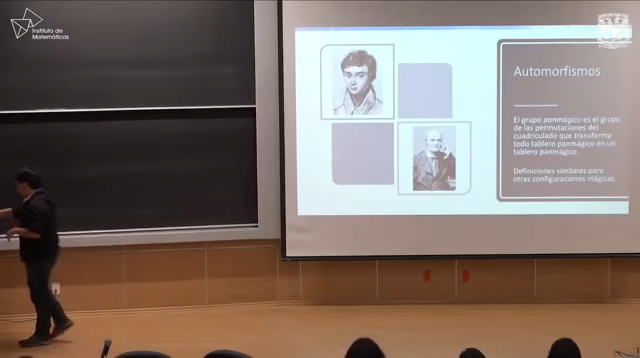 Instituto de
Matemáticas
UNAM
Automorfismos
El grupo panmágico es el grupo
de las permutaciones del
cuadriculado que transforma
todo tablero panmágico en un
tablero panmágico.
Definiciones similares para
otras configuraciones mágicas.